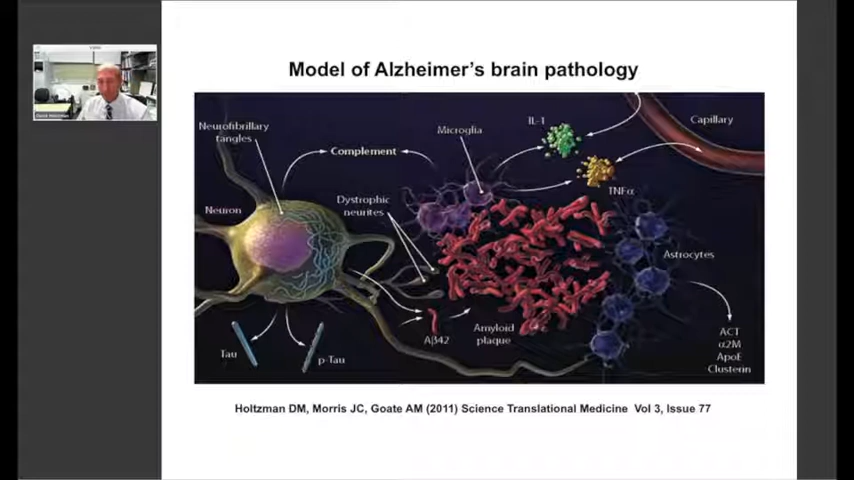 Model of Alzheimer's brain pathology
Neurofibrillary
tangles
Complement
Microglia
IL-1
Capillary
TNFα
Neuron
Dystrophic
neurites
Astrocytes
Aβ42
Amyloid
plaque
Tau
p-Tau
ACT
α2M
ApoE
Clusterin
Holtzman DM, Morris JC, Goate AM (2011) Science Translational Medicine Vol 3, Issue 77